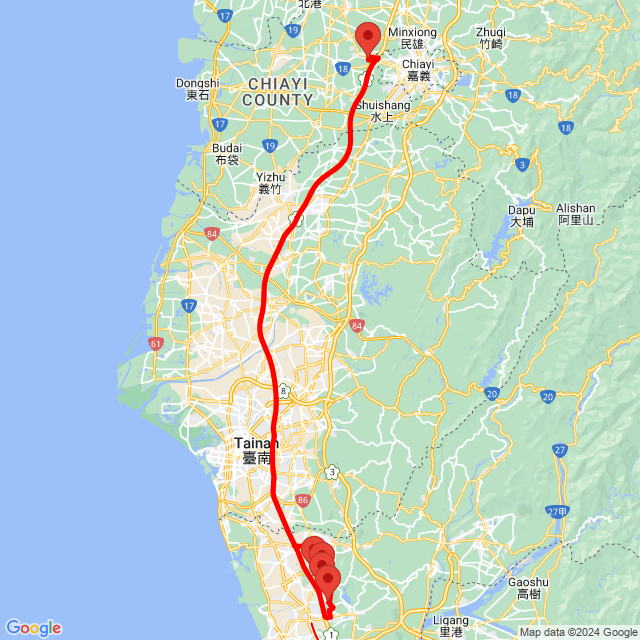 北港
Minxiong
民雄
Zhuqi
竹崎
18
Chiayi
嘉義
Dongshi
東石
CHIAYI
COUNTY
18
Shuishang
水上
18
19
Budai
布袋
19
3
Yizhu
義竹
Dapu
大埔
Alishan
阿里山
84
17
84
61
8
20
20
Tainan
臺南
27
3
86
27甲
Gaoshu
高樹
Ligang
里港
1
Google
Map data ©2024 Google